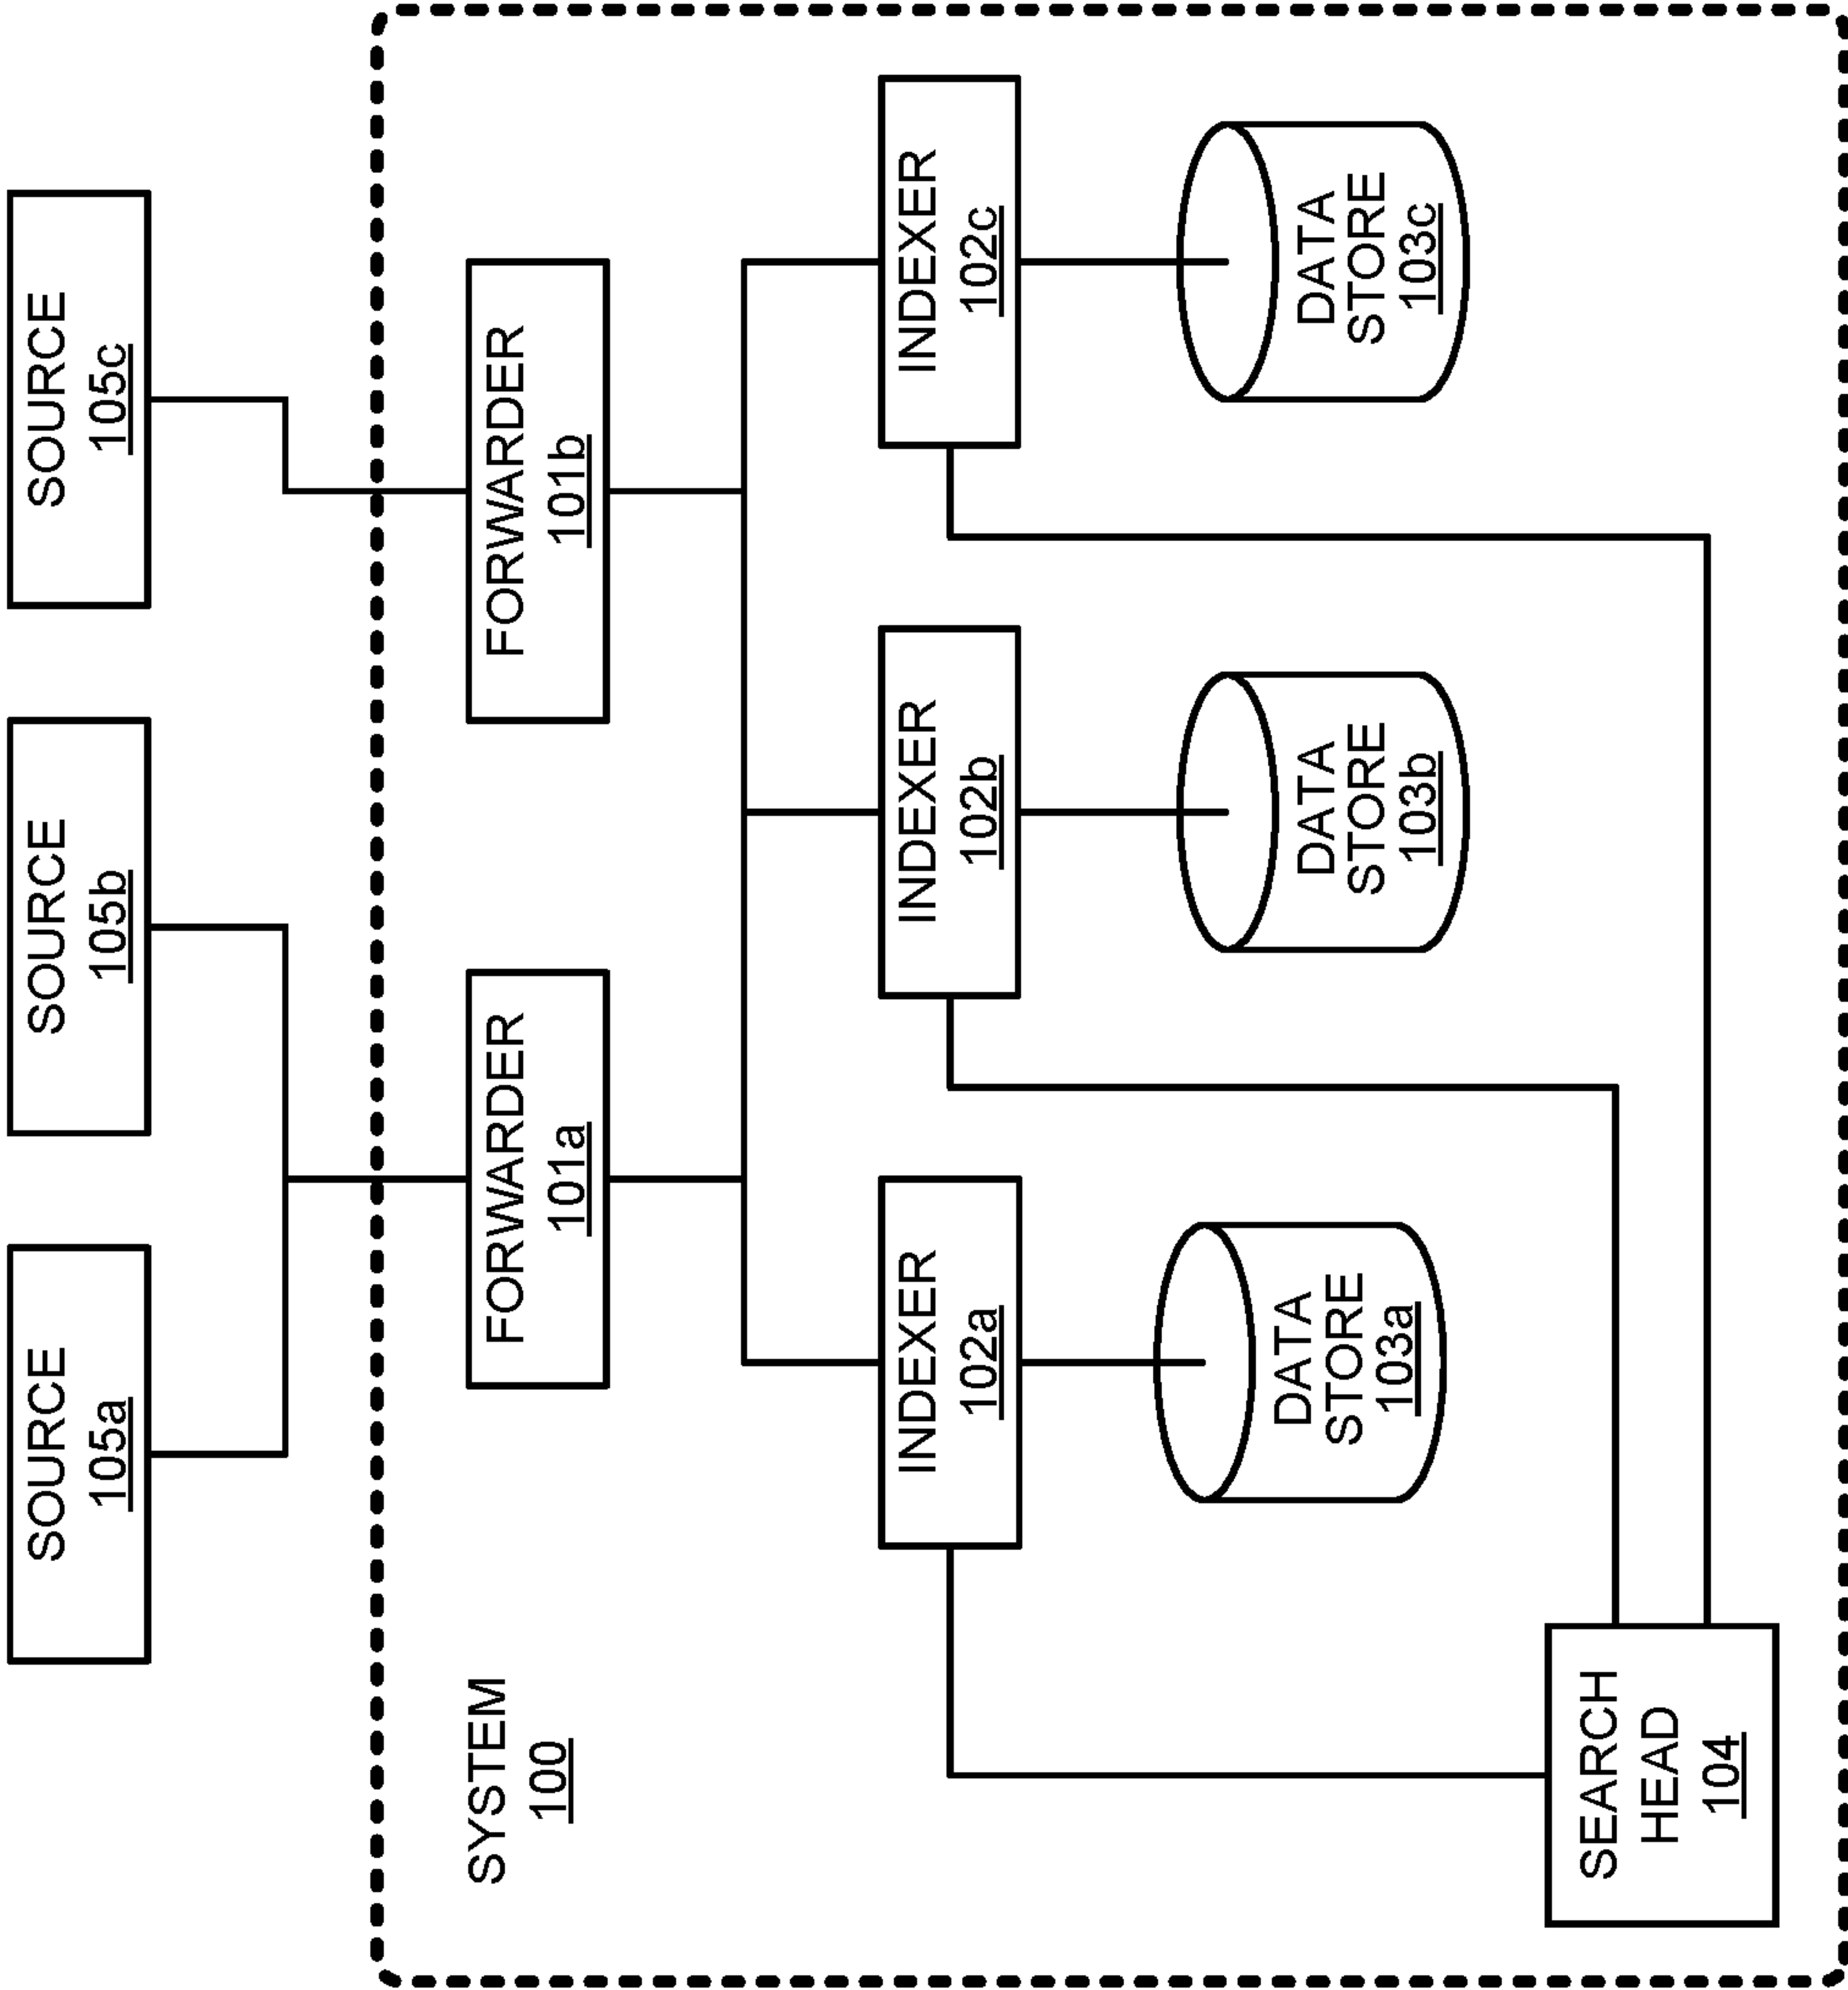 SOURCE
105a
SOURCE
105b
SOURCE
105c
SYSTEM
100
FORWARDER
101a
FORWARDER
101b
INDEXER
102a
INDEXER
102b
INDEXER
102c
DATA
STORE
103a
DATA
STORE
103b
DATA
STORE
103c
SEARCH
HEAD
104